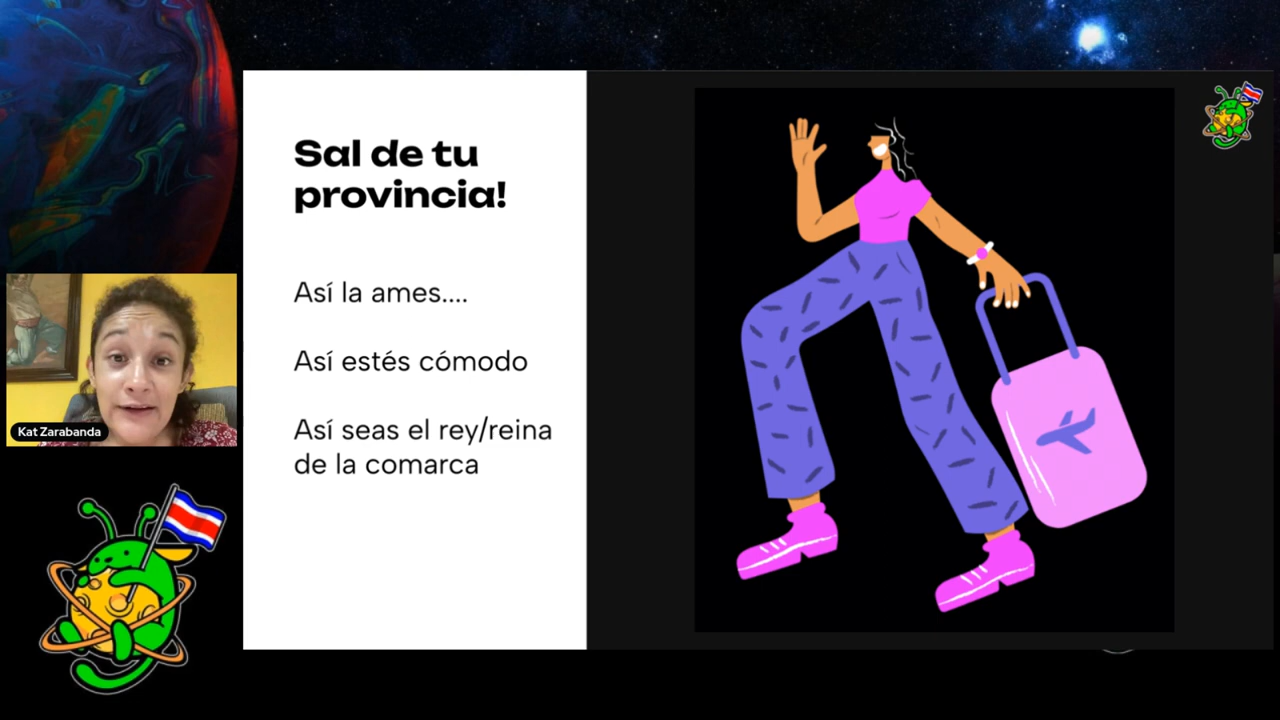 Sal de tu
provincia!
Así la ames....
Así estés cómodo
Así seas el rey/reina
de la comarca
Kat Zarabanda